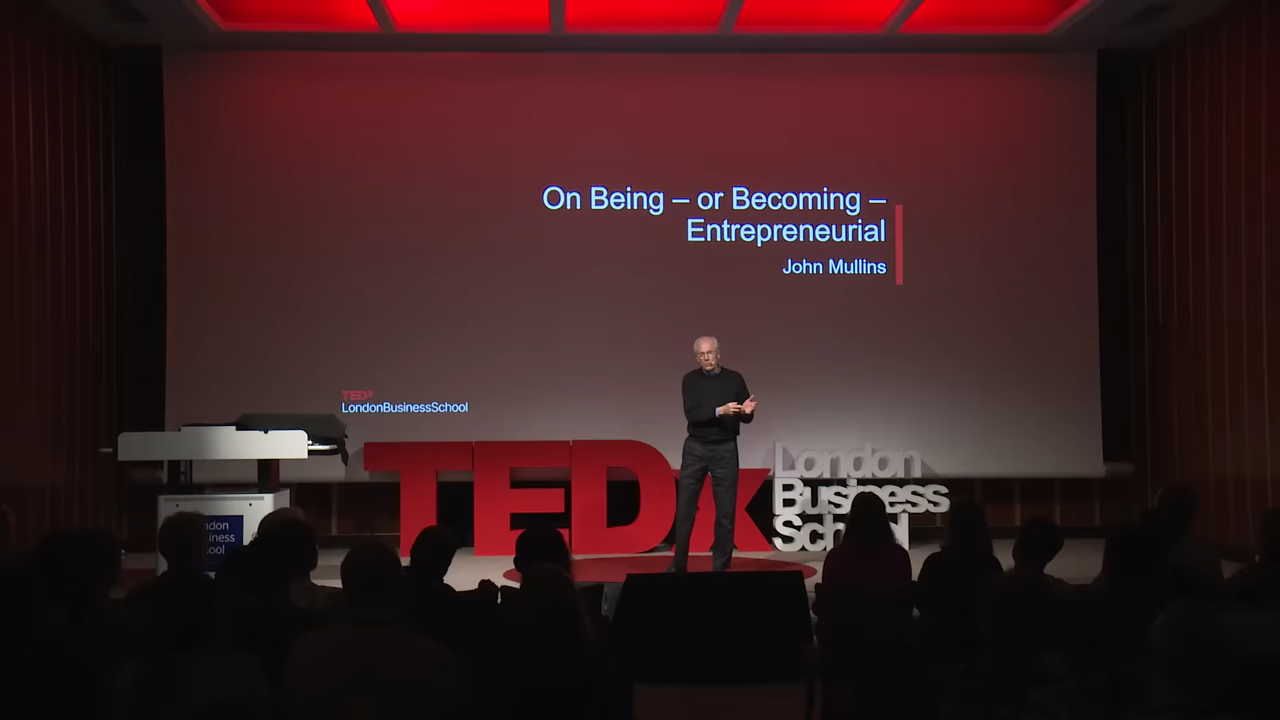 On Being – or Becoming –
Entrepreneurial
John Mullins
TEDx
LondonBusinessSchool
TEDx
London
Business
School